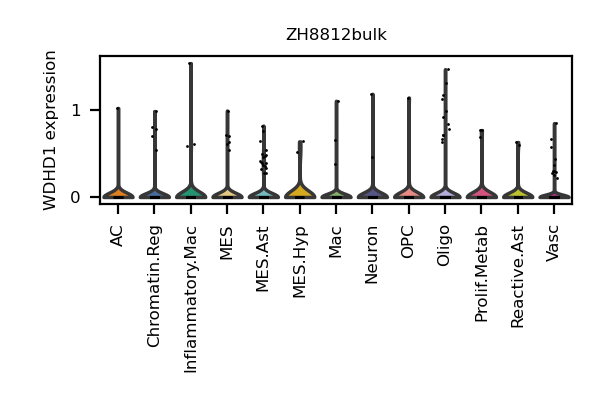 ZH8812bulk
WDHD1 expression
1
0
AC
Chromatin.Reg
Inflammatory.Mac
MES
MES.Ast
MES.Hyp
Mac
Neuron
OPC
Oligo
Prolif.Metab
Reactive.Ast
Vasc